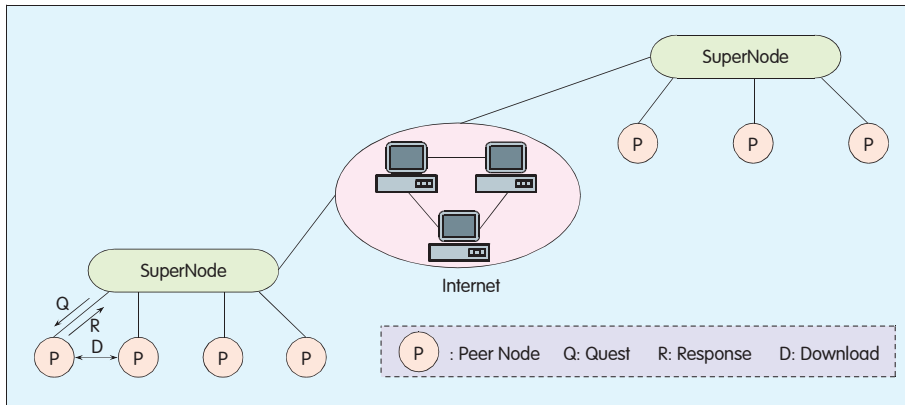 SuperNode
P P P
Internet
SuperNode
Q
R
D
P P P P
P : Peer Node Q: Quest R: Response D: Download